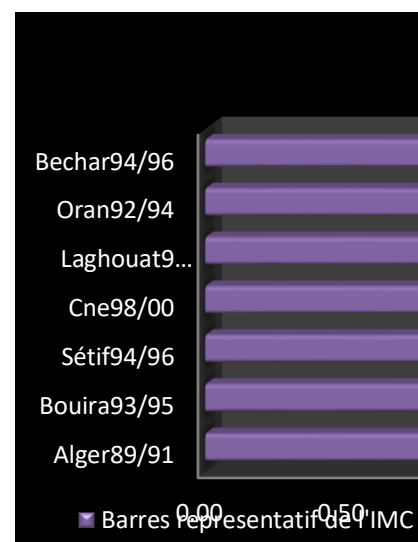 Bechar94/96
Oran92/94
Laghouat9...
Cne98/00
Sétif94/96
Bouira93/95
Alger89/91
0.00 0.50
Barres representatif de l'IMC